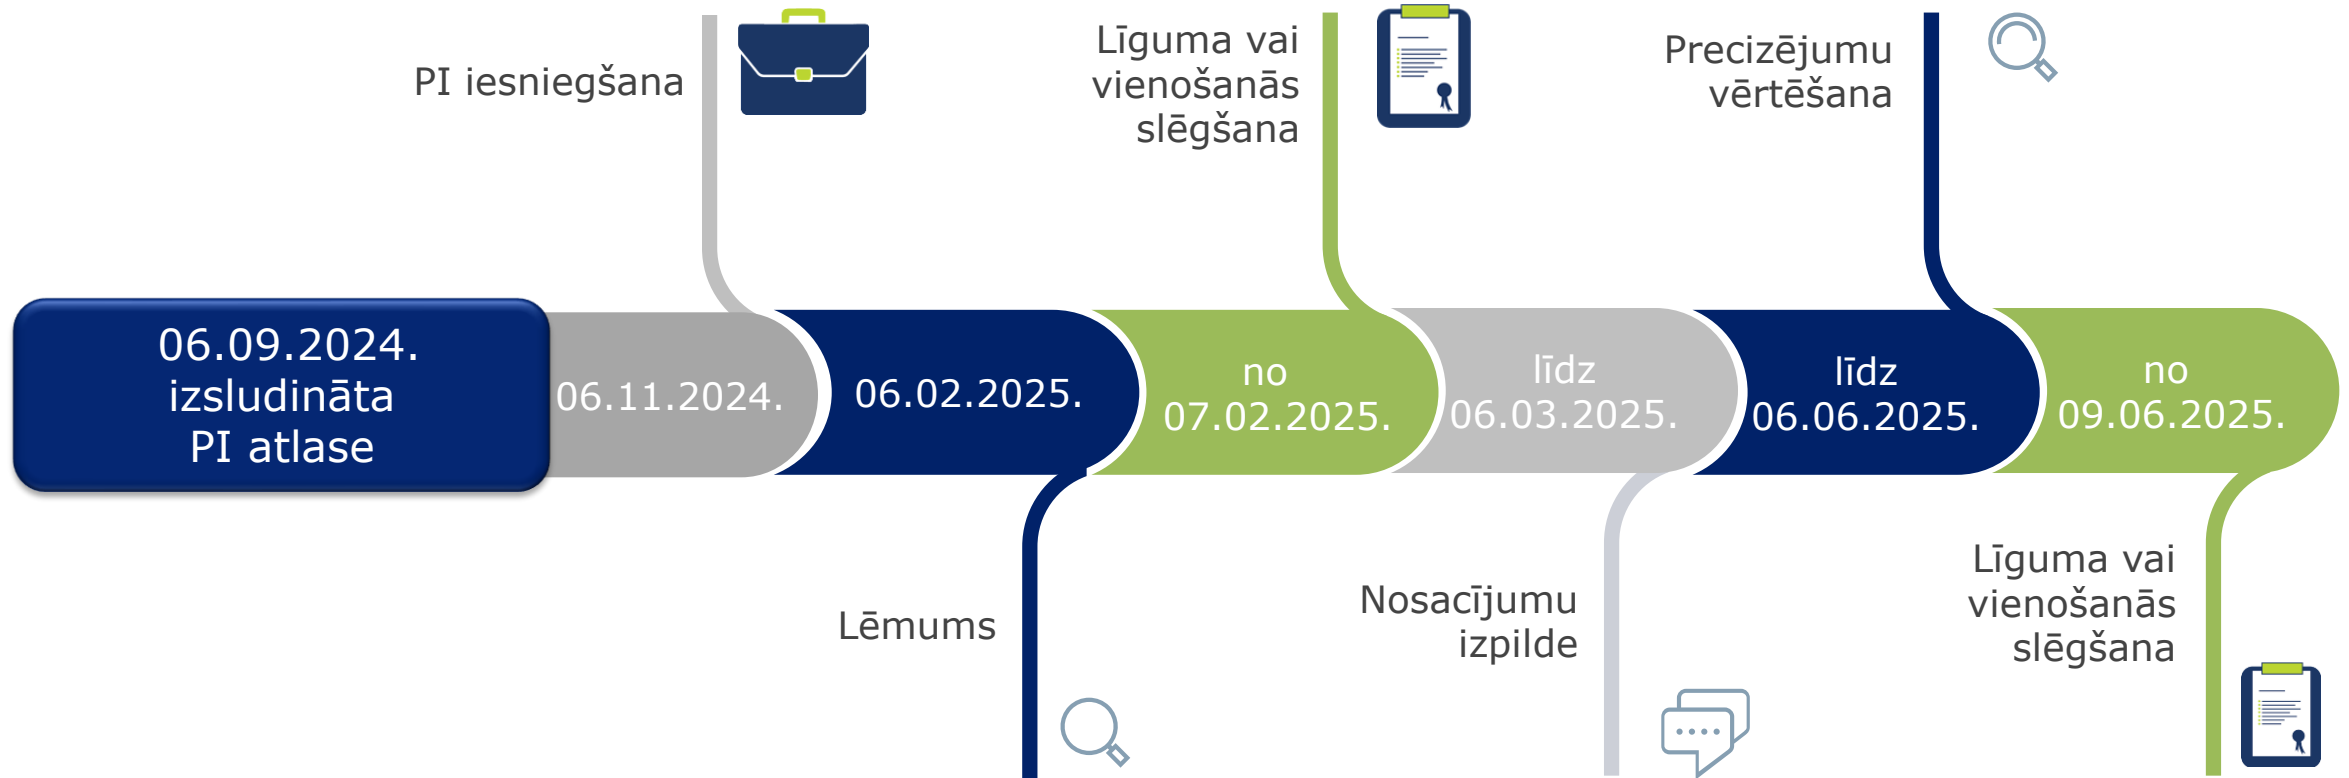 PI iesniegšana
Līguma vai
vienošanās
slēgšana
Precizējumu
vērtēšana
06.09.2024.
izsludināta
PI atlase
06.11.2024.
06.02.2025.
no
07.02.2025.
līdz
06.03.2025.
līdz
06.06.2025.
no
09.06.2025.
Lēmums
Nosacījumu
izpilde
Līguma vai
vienošanās
slēgšana